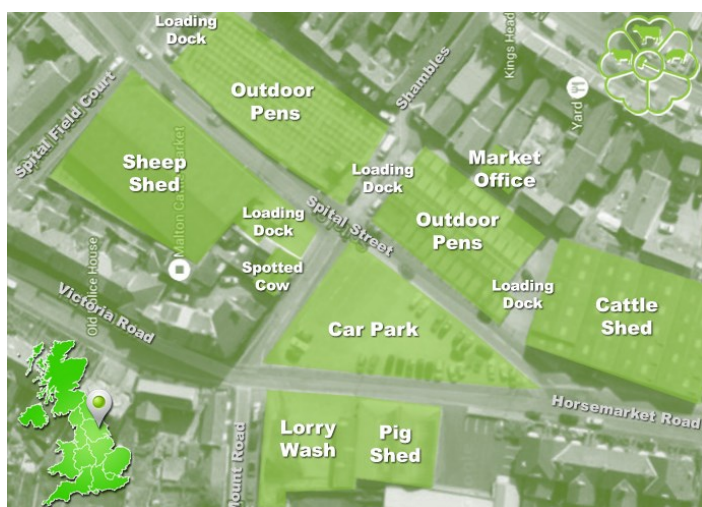 Loading
Dock
Kings Head
Shambles
Outdoor
Pens
Yard
Spital Field Court
Sheep
Shed
Malton Cattle Market
Loading
Dock
Market
Office
Loading
Dock
Spital Street
Outdoor
Pens
Spotted
Cow
Old Police House
Victoria Road
Loading
Dock
Cattle
Shed
Car Park
Horsemarket Road
Lorry
Wash
Pig
Shed
Mount Road